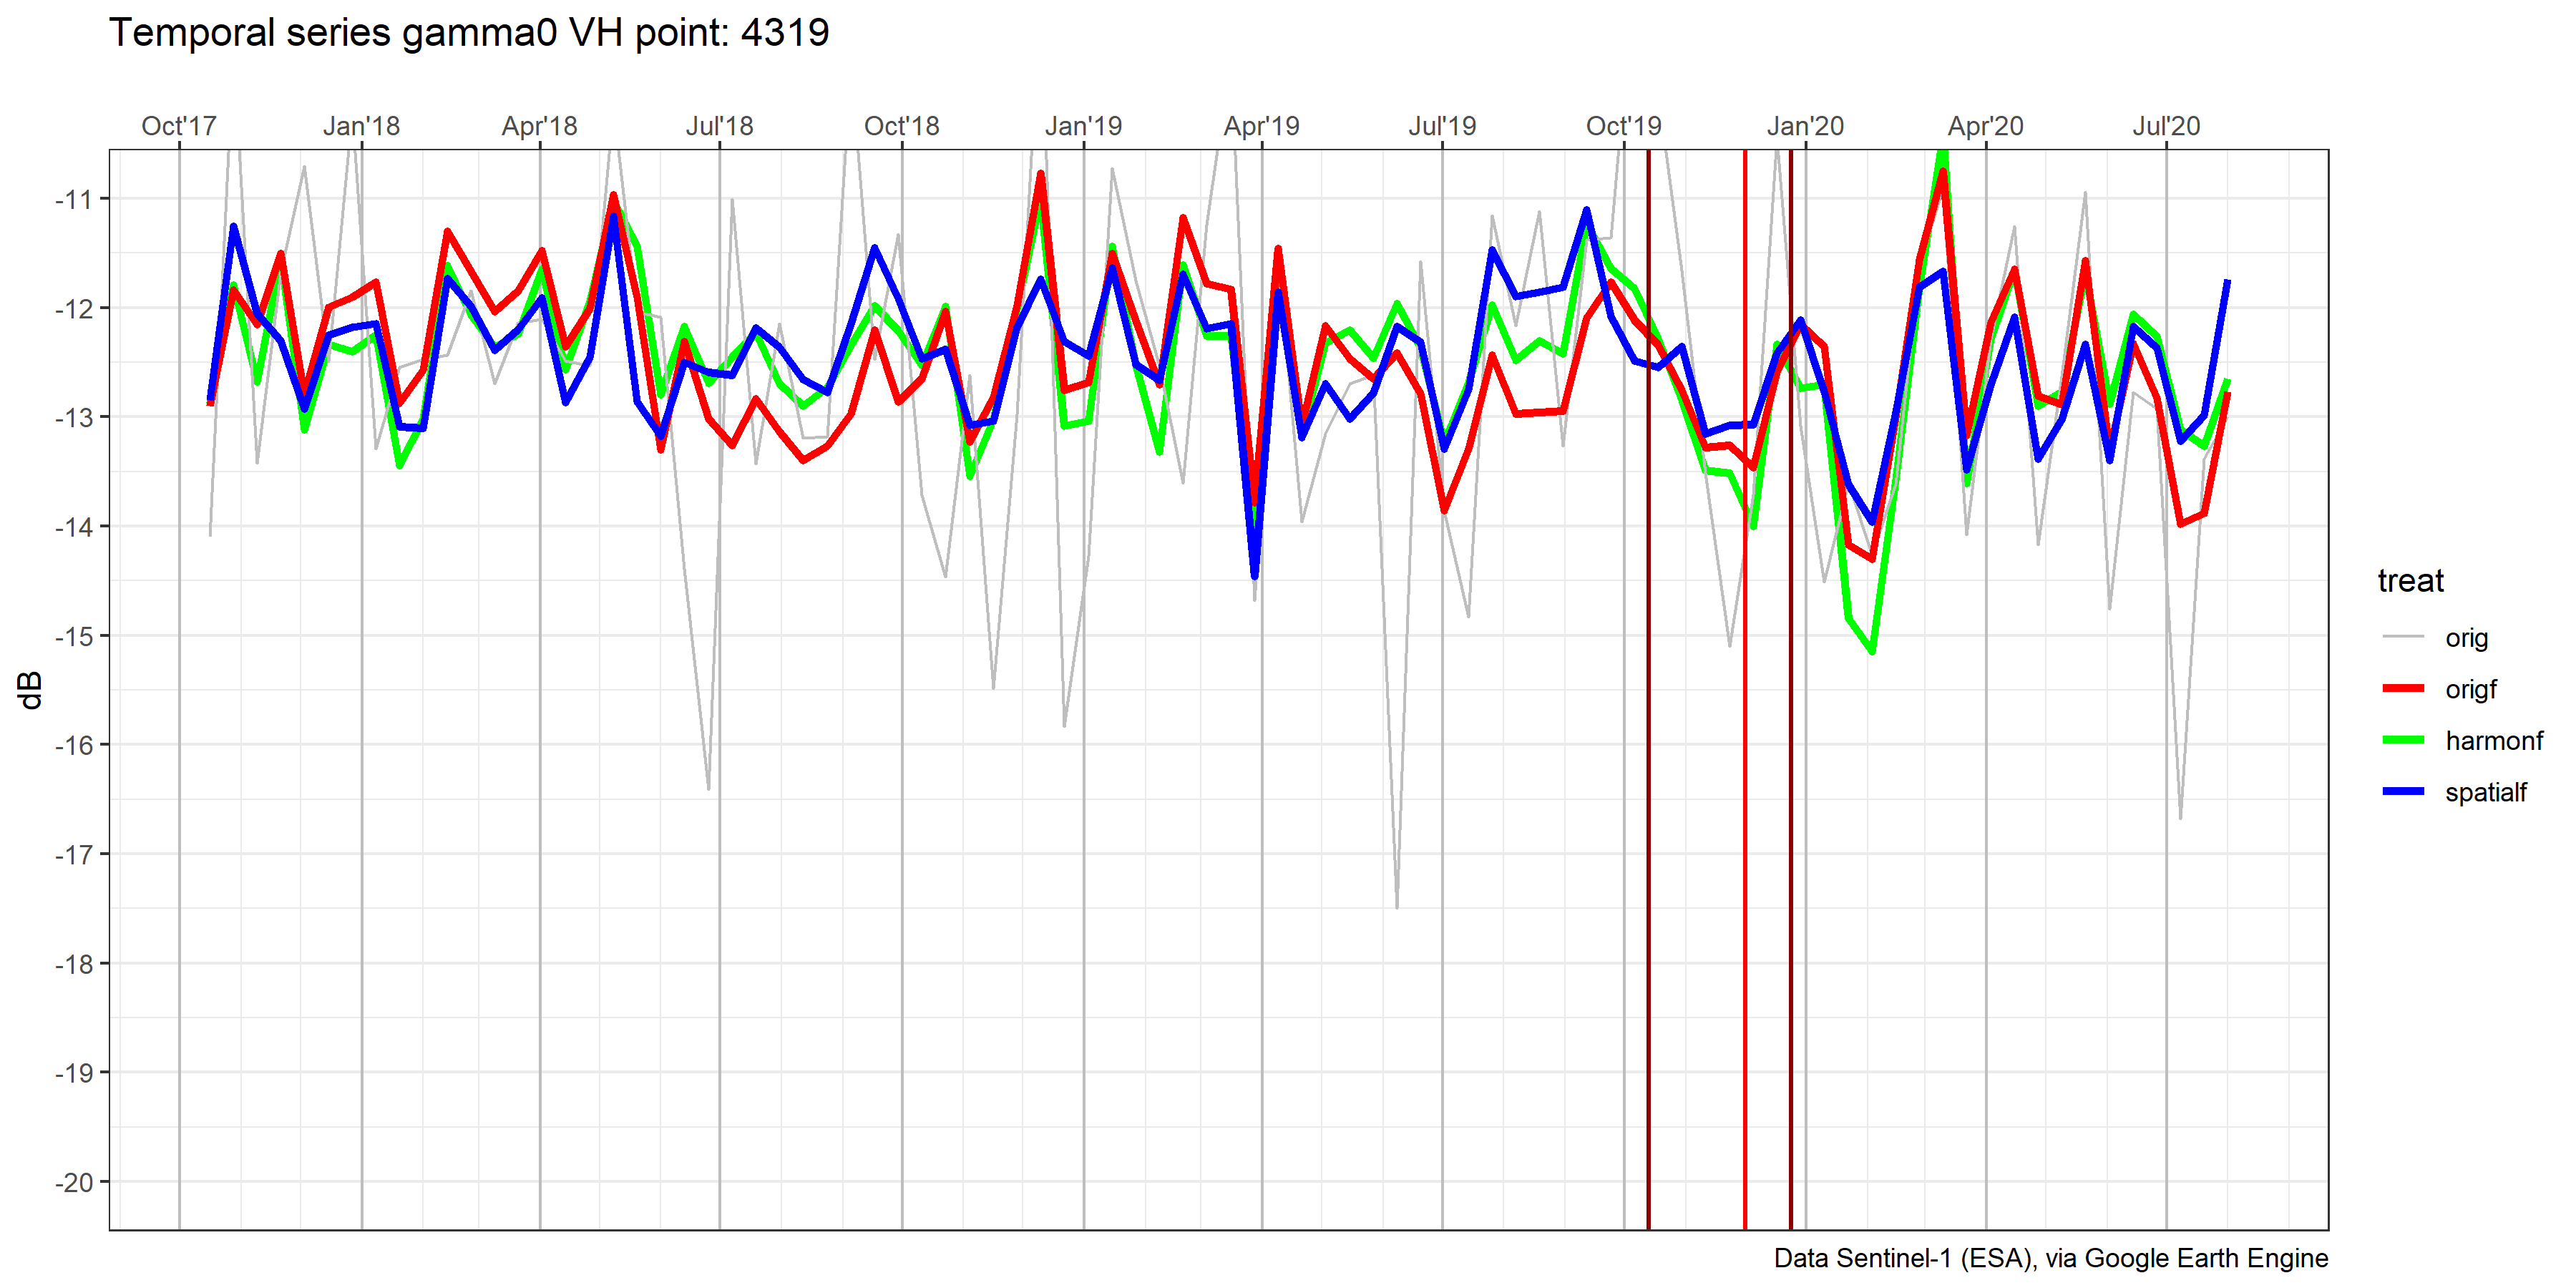 Temporal series gamma0 VH point: 4319
Oct'17 Jan'18 Apr'18 Jul'18 Oct'18 Jan'19 Apr'19 Jul'19 Oct'19 Jan'20 Apr'20 Jul'20
-11
-12
-13
-14
-15
-16
-17
-18
-19
-20
dB
treat
orig
origf
harmonf
spatialf
Data Sentinel-1 (ESA), via Google Earth Engine